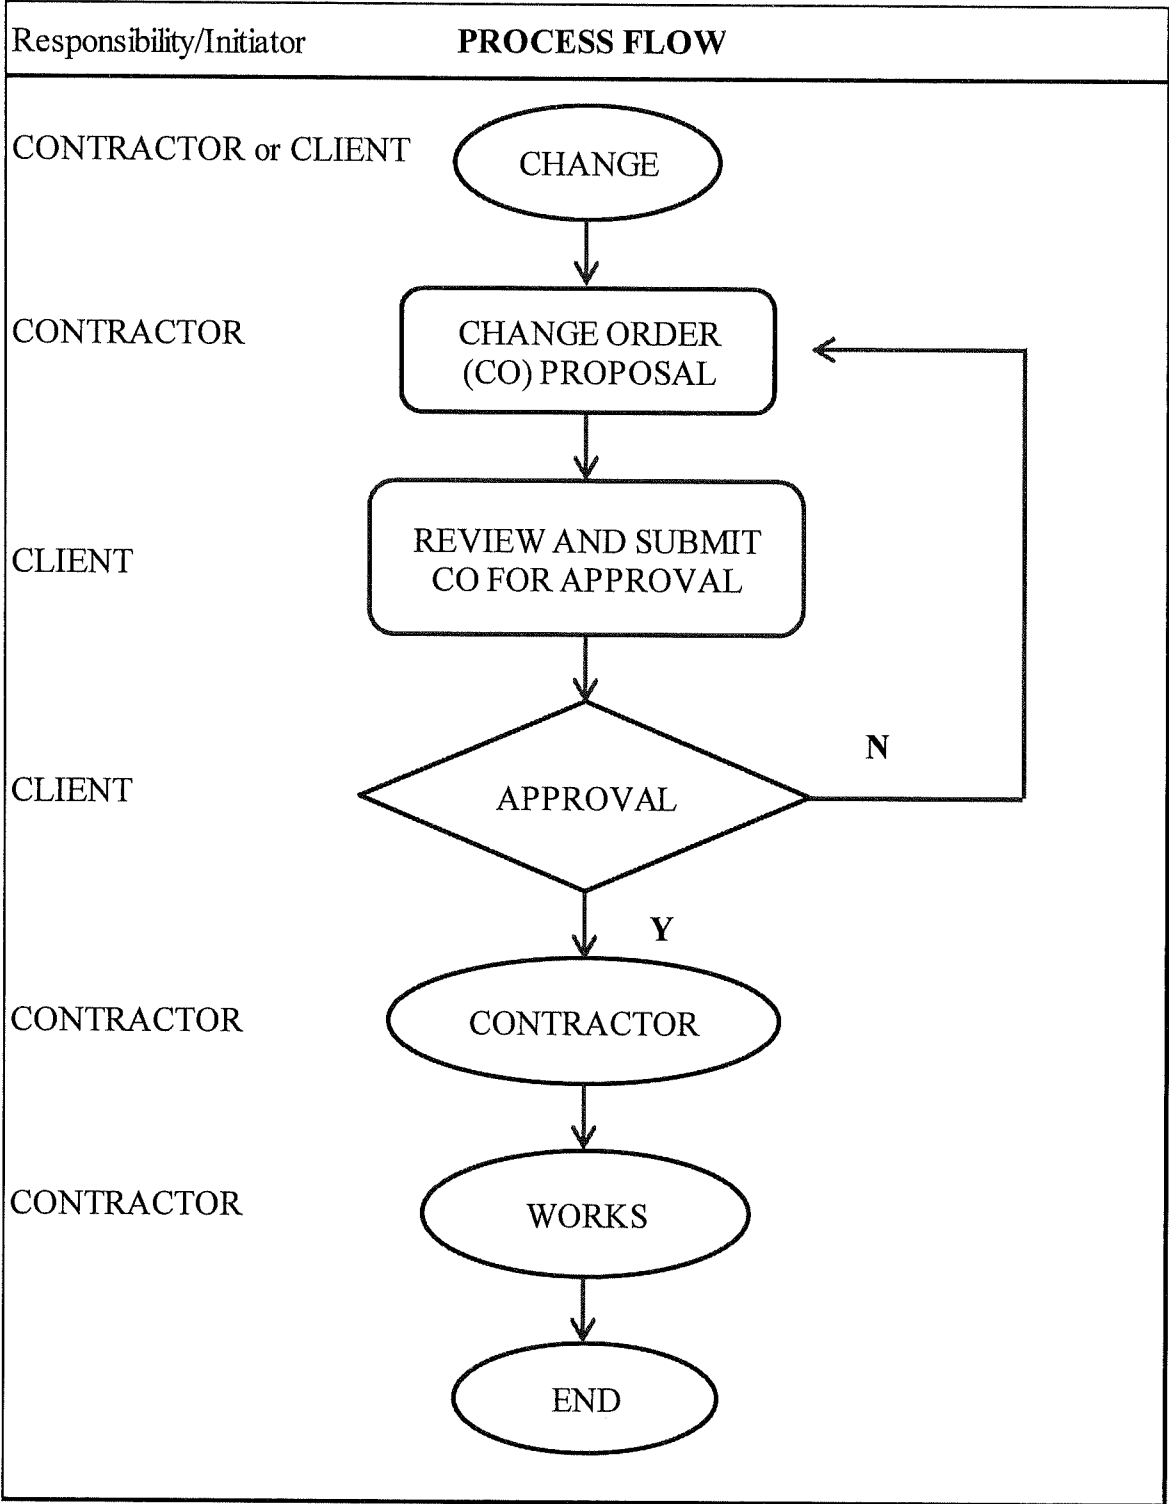 Responsibility/Initiator PROCESS FLOW
CONTRACTOR or CLIENT
CHANGE
CONTRACTOR
CHANGE ORDER
(CO) PROPOSAL
CLIENT
REVIEW AND SUBMIT
CO FOR APPROVAL
N
CLIENT
APPROVAL
Y
CONTRACTOR
CONTRACTOR
CONTRACTOR
WORKS
END